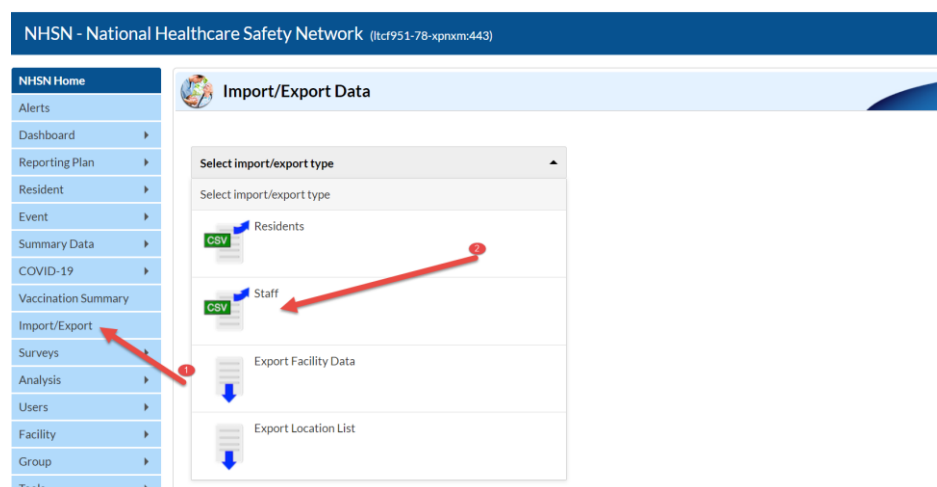 NHSN - National Healthcare Safety Network (ltcf951-78-xpnxm:443)
NHSN Home
Alerts
Dashboard
Reporting Plan
Resident
Event
Summary Data
COVID-19
Vaccination Summary
Import/Export
Surveys
Analysis
Users
Facility
Group
Tools
Import/Export Data
Select import/export type
Select import/export type
CSV
Residents
2
CSV
Staff
1
Export Facility Data
Export Location List